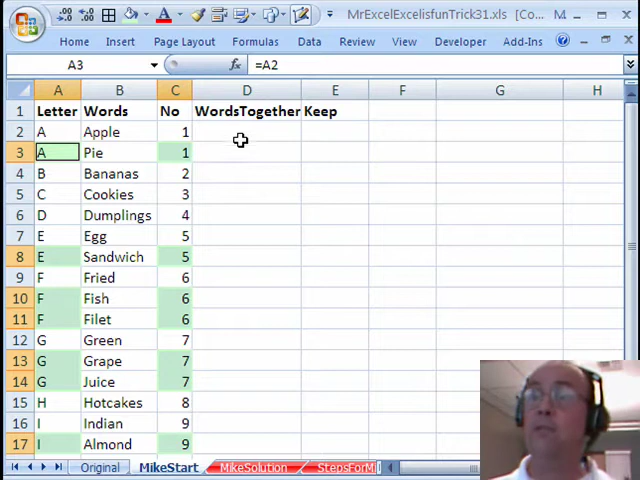 MrExcelExcelisfunTrick31.xls [Co...
M...
Home Insert Page Layout Formulas Data Review View Developer Add-Ins
A3 fx =A2
A B C D E F G H
1 Letter Words No WordsTogether Keep
2 A Apple 1
3 A Pie 1
4 B Bananas 2
5 C Cookies 3
6 D Dumplings 4
7 E Egg 5
8 E Sandwich 5
9 F Fried 6
10 F Fish 6
11 F Filet 6
12 G Green 7
13 G Grape 7
14 G Juice 7
15 H Hotcakes 8
16 I Indian 9
17 I Almond 9
Original MikeStart MikeSolution StepsForMi